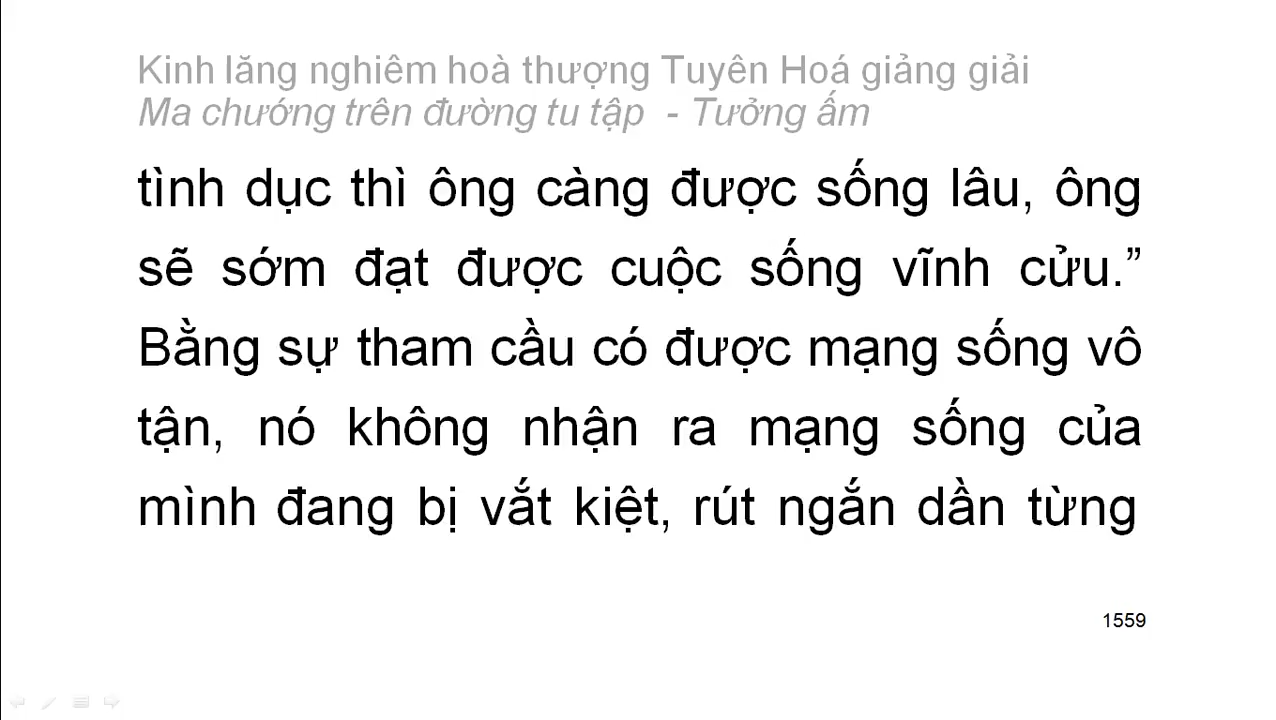 Kinh lăng nghiêm hoà thượng Tuyên Hoá giảng giải
Ma chướng trên đường tu tập - Tưởng ấm
tình dục thì ông càng được sống lâu, ông
sẽ sớm đạt được cuộc sống vĩnh cửu.”
Bằng sự tham cầu có được mạng sống vô
tận, nó không nhận ra mạng sống của
mình đang bị vắt kiệt, rút ngắn dần từng
1559